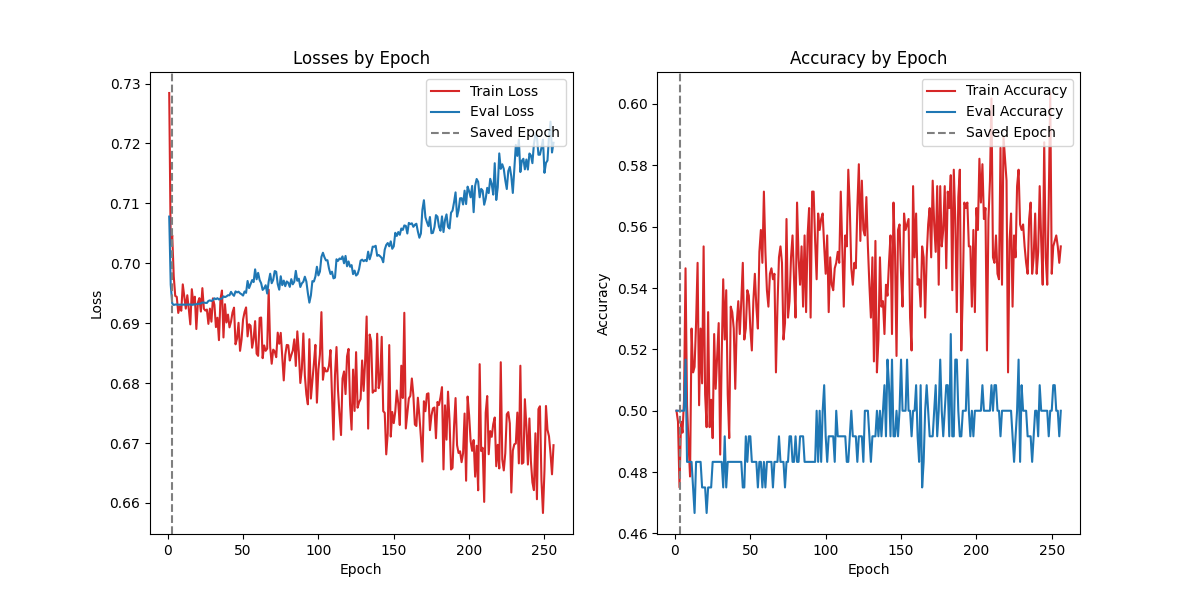 Losses by Epoch
Train Loss
Eval Loss
Saved Epoch
0.73
0.72
0.71
0.70
0.69
0.68
0.67
0.66
Loss
0
50
100
150
200
250
Epoch
Accuracy by Epoch
Train Accuracy
Eval Accuracy
Saved Epoch
0.60
0.58
0.56
0.54
0.52
0.50
0.48
0.46
Accuracy
0
50
100
150
200
250
Epoch